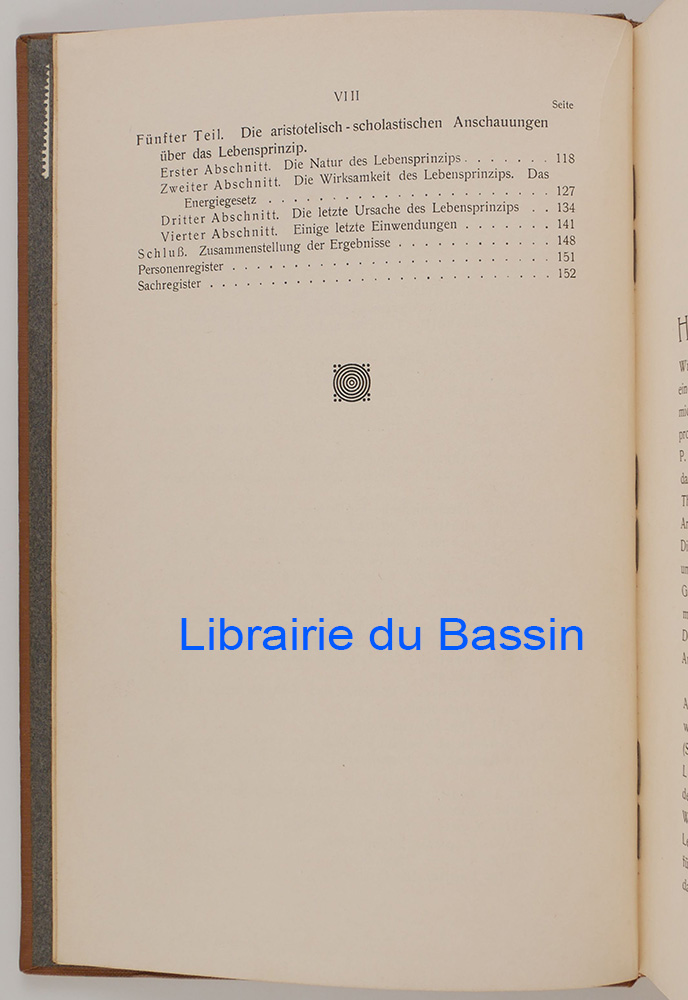 VIII
Seite
Fünfter Teil. Die aristotelisch-scholastischen Anschauungen
über das Lebensprinzip.
Erster Abschnitt. Die Natur des Lebensprinzips . . . . . . . 118
Zweiter Abschnitt. Die Wirksamkeit des Lebensprinzips. Das
Energiegesetz . . . . . . . . . . . . . . . . . . . 127
Dritter Abschnitt. Die letzte Ursache des Lebensprinzips . . 134
Vierter Abschnitt. Einige letzte Einwendungen . . . . . . . 141
Schluß. Zusammenstellung der Ergebnisse . . . . . . . . . . . 148
Personenregister . . . . . . . . . . . . . . . . . . . . . . 151
Sachregister . . . . . . . . . . . . . . . . . . . . . . . . 152
Librairie du Bassin